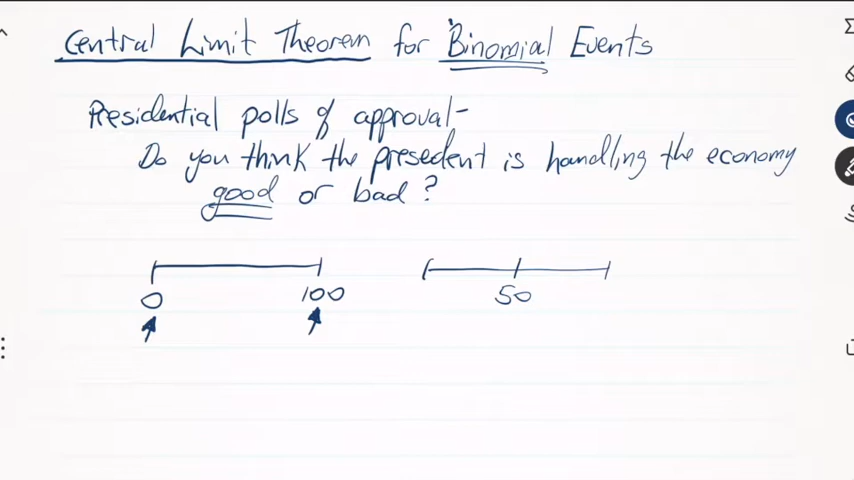 Central Limit Theorem for Binomial Events
Presidential polls of approval-
Do you think the presedent is handling the economy
good or bad?
0 100 50